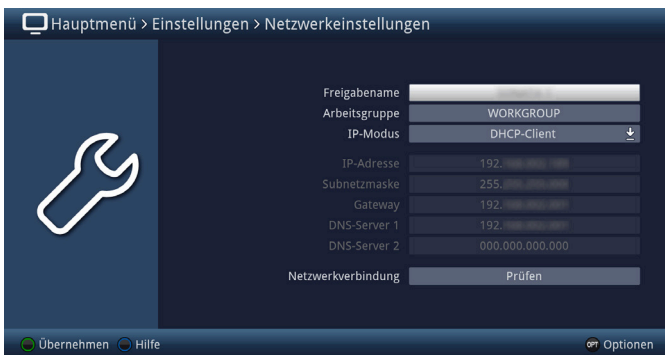 Hauptmenü > Einstellungen > Netzwerkeinstellungen
Freigabename
Arbeitsgruppe WORKGROUP
IP-Modus DHCP-Client
IP-Adresse 192.
Subnetzmaske 255.
Gateway 192.
DNS-Server 1 192.
DNS-Server 2 000.000.000.000
Netzwerkverbindung Prüfen
Übernehmen Hilfe OPT Optionen